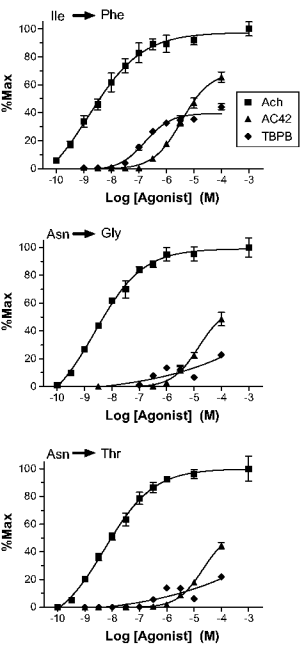 Ile → Phe
100
80
60
40
20
0
%Max
-10 -9 -8 -7 -6 -5 -4 -3
Log [Agonist] (M)
Ach
AC42
TBPB
Asn → Gly
100
80
60
40
20
0
%Max
-10 -9 -8 -7 -6 -5 -4 -3
Log [Agonist] (M)
Asn → Thr
100
80
60
40
20
0
%Max
-10 -9 -8 -7 -6 -5 -4 -3
Log [Agonist] (M)